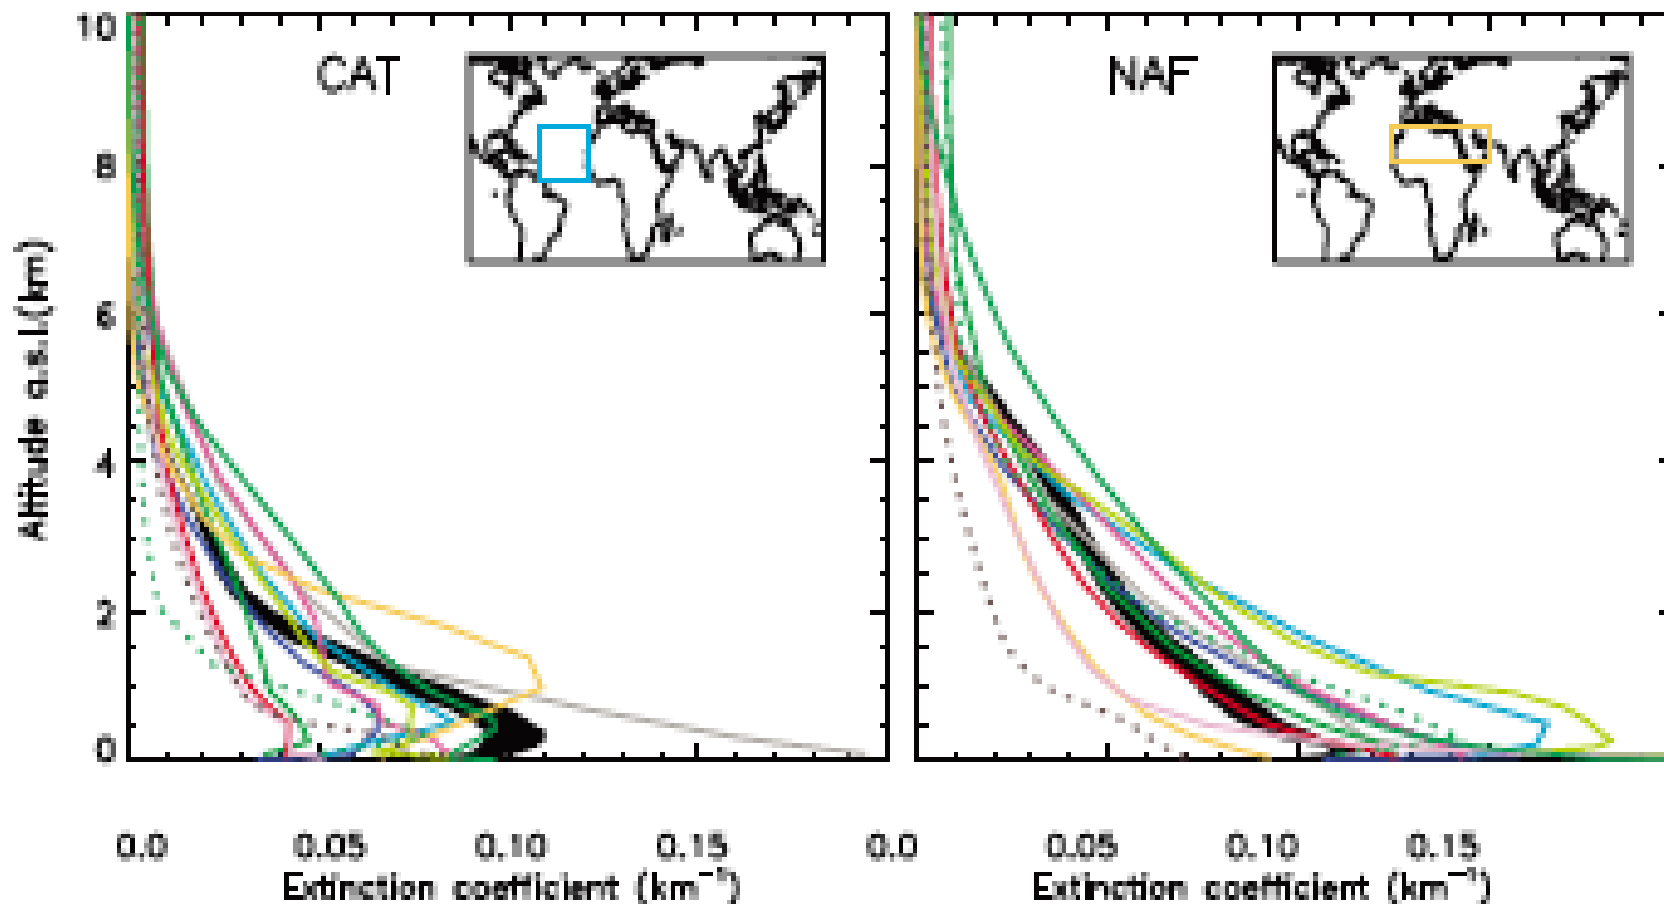 10
CAT
NAF
8
6
4
2
0
Altitude a.s.l.(km)
0.0 0.05 0.10 0.15 0.0 0.05 0.10 0.15
Extinction coefficient (km⁻¹) Extinction coefficient (km⁻¹)